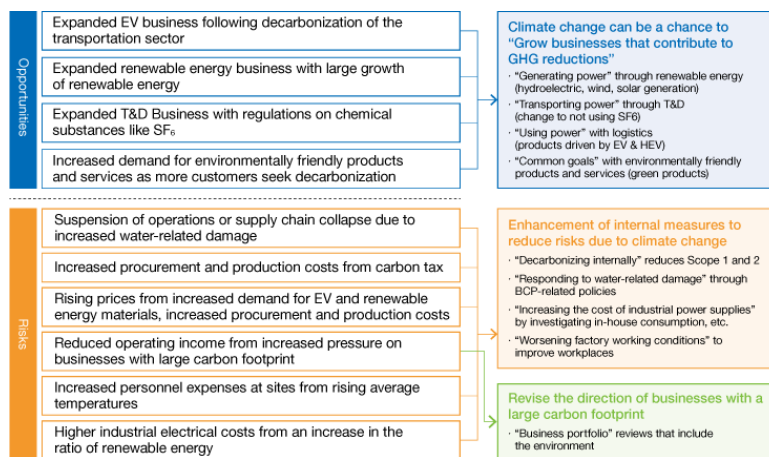 Opportunities
Expanded EV business following decarbonization of the
transportation sector
Expanded renewable energy business with large growth
of renewable energy
Expanded T&D Business with regulations on chemical
substances like SF₆
Increased demand for environmentally friendly products
and services as more customers seek decarbonization
Climate change can be a chance to
“Grow businesses that contribute to
GHG reductions”
· “Generating power” through renewable energy
(hydroelectric, wind, solar generation)
· “Transporting power” through T&D
(change to not using SF6)
· “Using power” with logistics
(products driven by EV & HEV)
· “Common goals” with environmentally friendly
products and services (green products)
Risks
Suspension of operations or supply chain collapse due to
increased water-related damage
Increased procurement and production costs from carbon tax
Rising prices from increased demand for EV and renewable
energy materials, increased procurement and production costs
Reduced operating income from increased pressure on
businesses with large carbon footprint
Increased personnel expenses at sites from rising average
temperatures
Higher industrial electrical costs from an increase in the
ratio of renewable energy
Enhancement of internal measures to
reduce risks due to climate change
· “Decarbonizing internally” reduces Scope 1 and 2
· “Responding to water-related damage” through
BCP-related policies
· “Increasing the cost of industrial power supplies”
by investigating in-house consumption, etc.
· “Worsening factory working conditions” to
improve workplaces
Revise the direction of businesses with a
large carbon footprint
· “Business portfolio” reviews that include
the environment